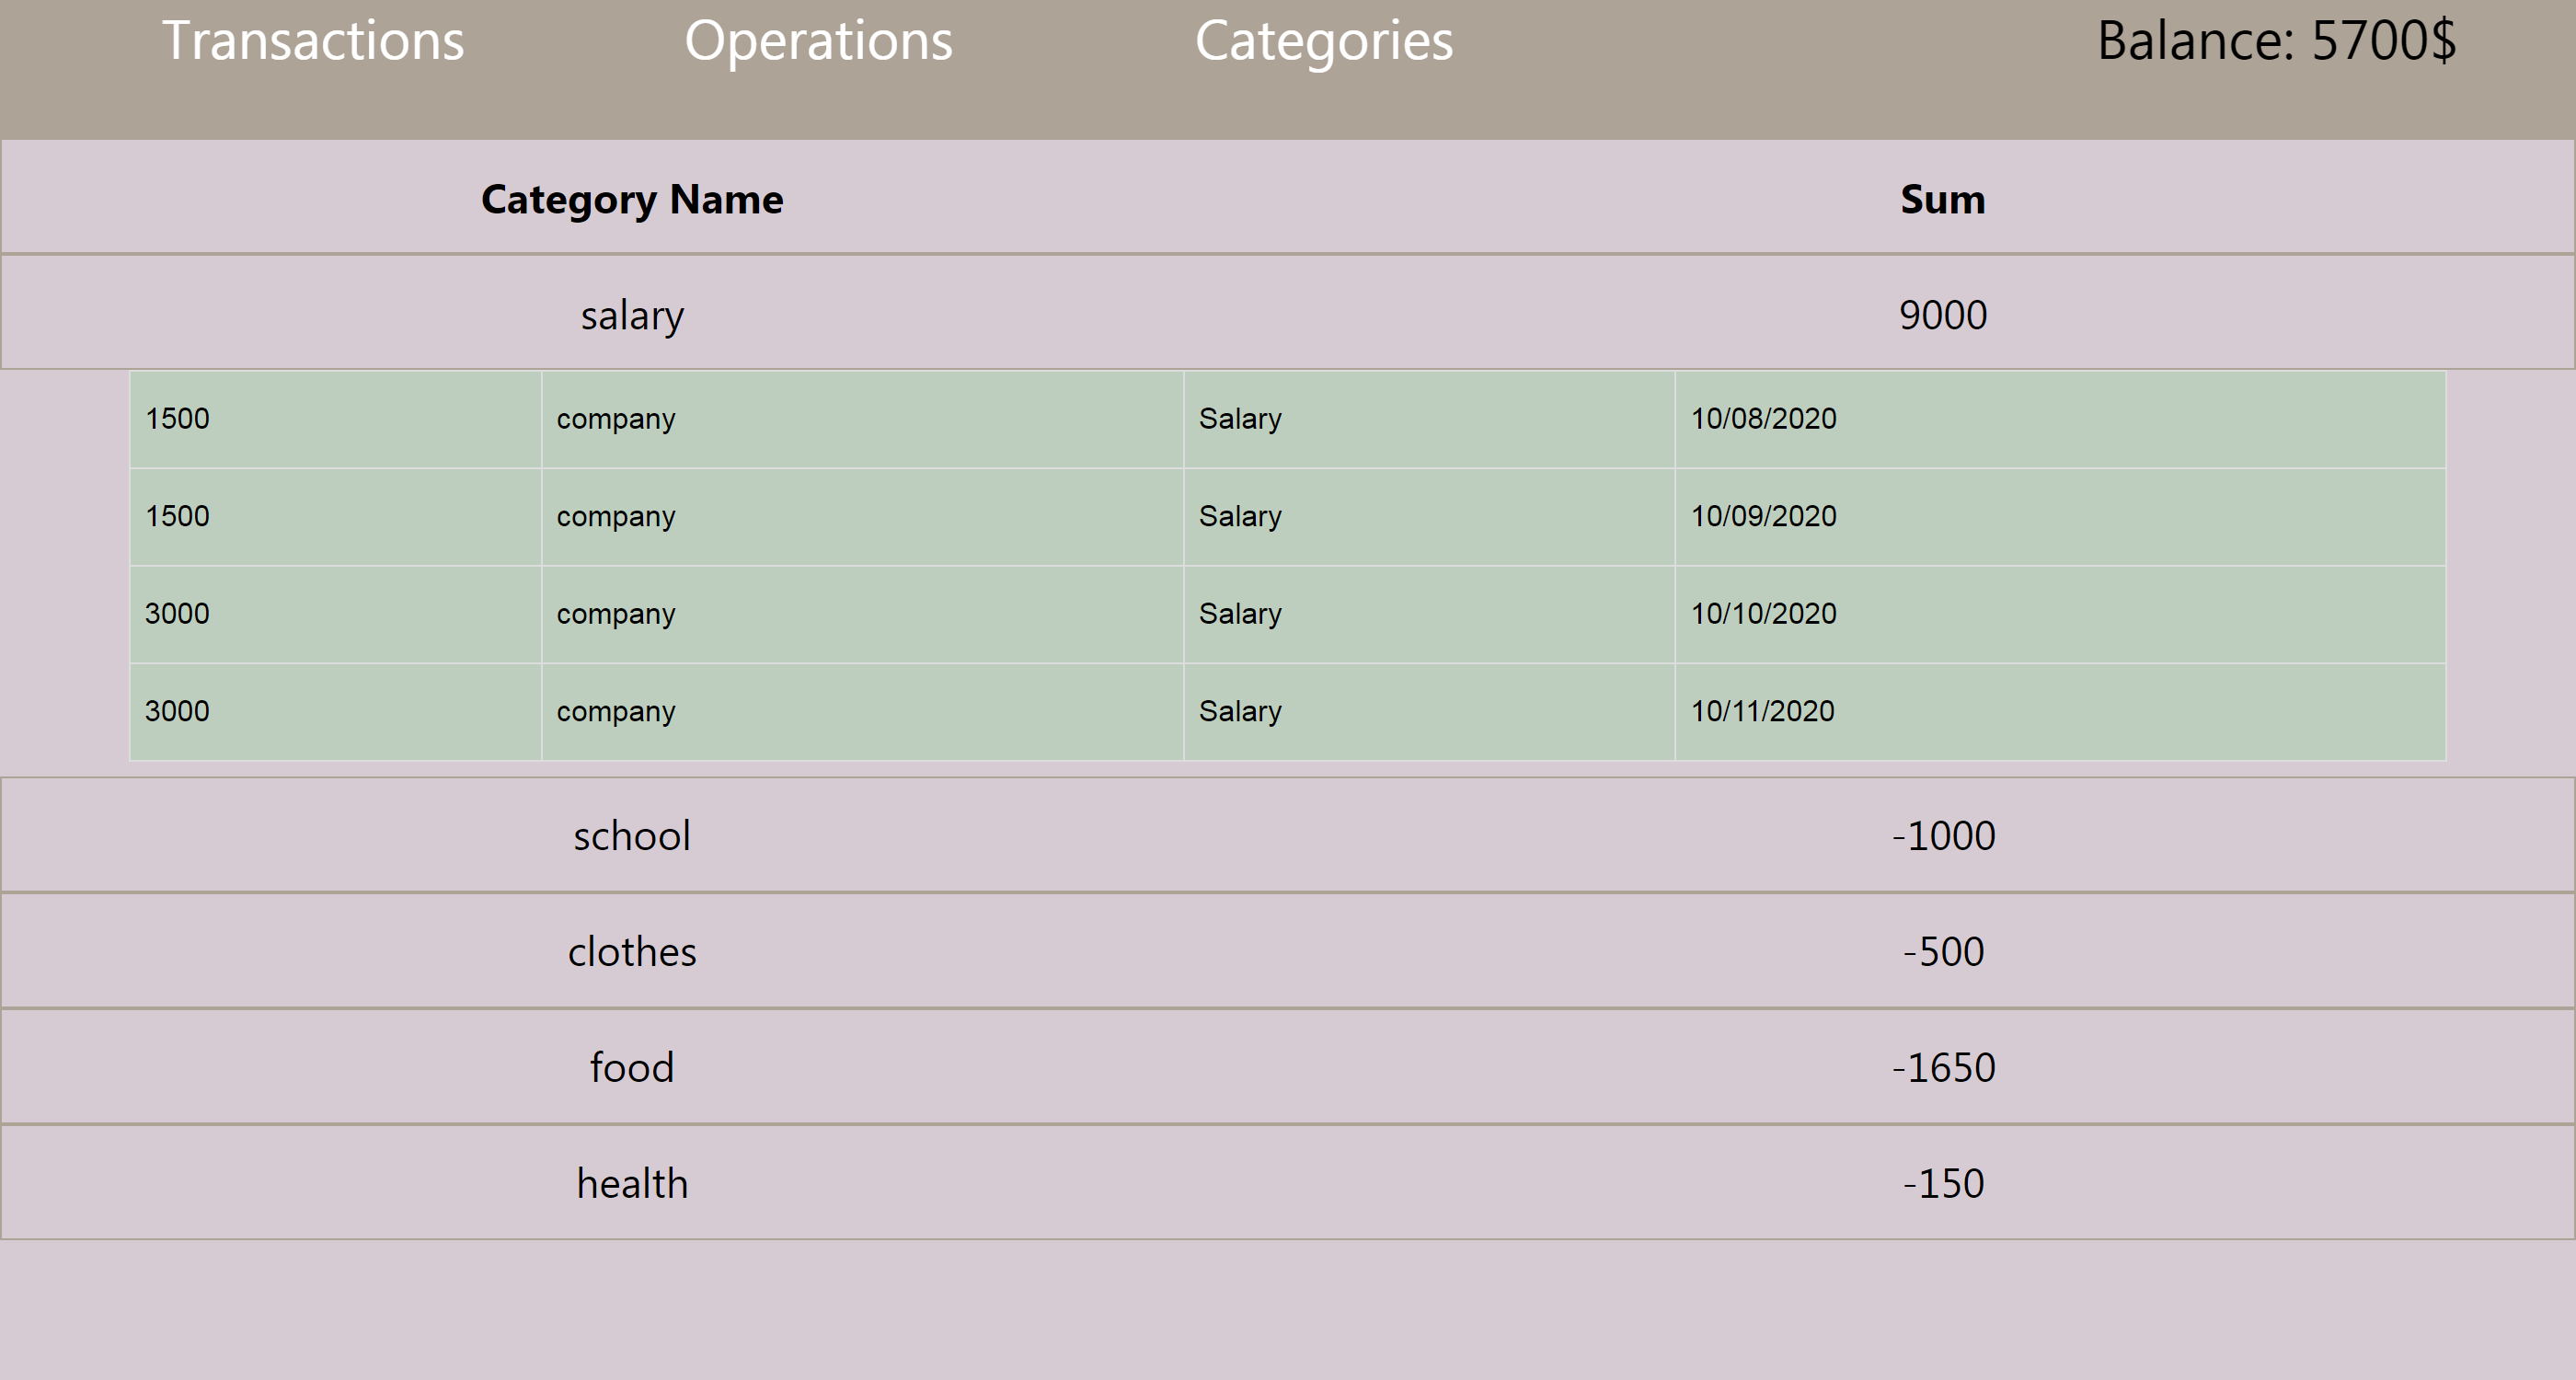 Transactions Operations Categories Balance: 5700$
Category Name Sum
salary 9000
1500 company Salary 10/08/2020
1500 company Salary 10/09/2020
3000 company Salary 10/10/2020
3000 company Salary 10/11/2020
school -1000
clothes -500
food -1650
health -150